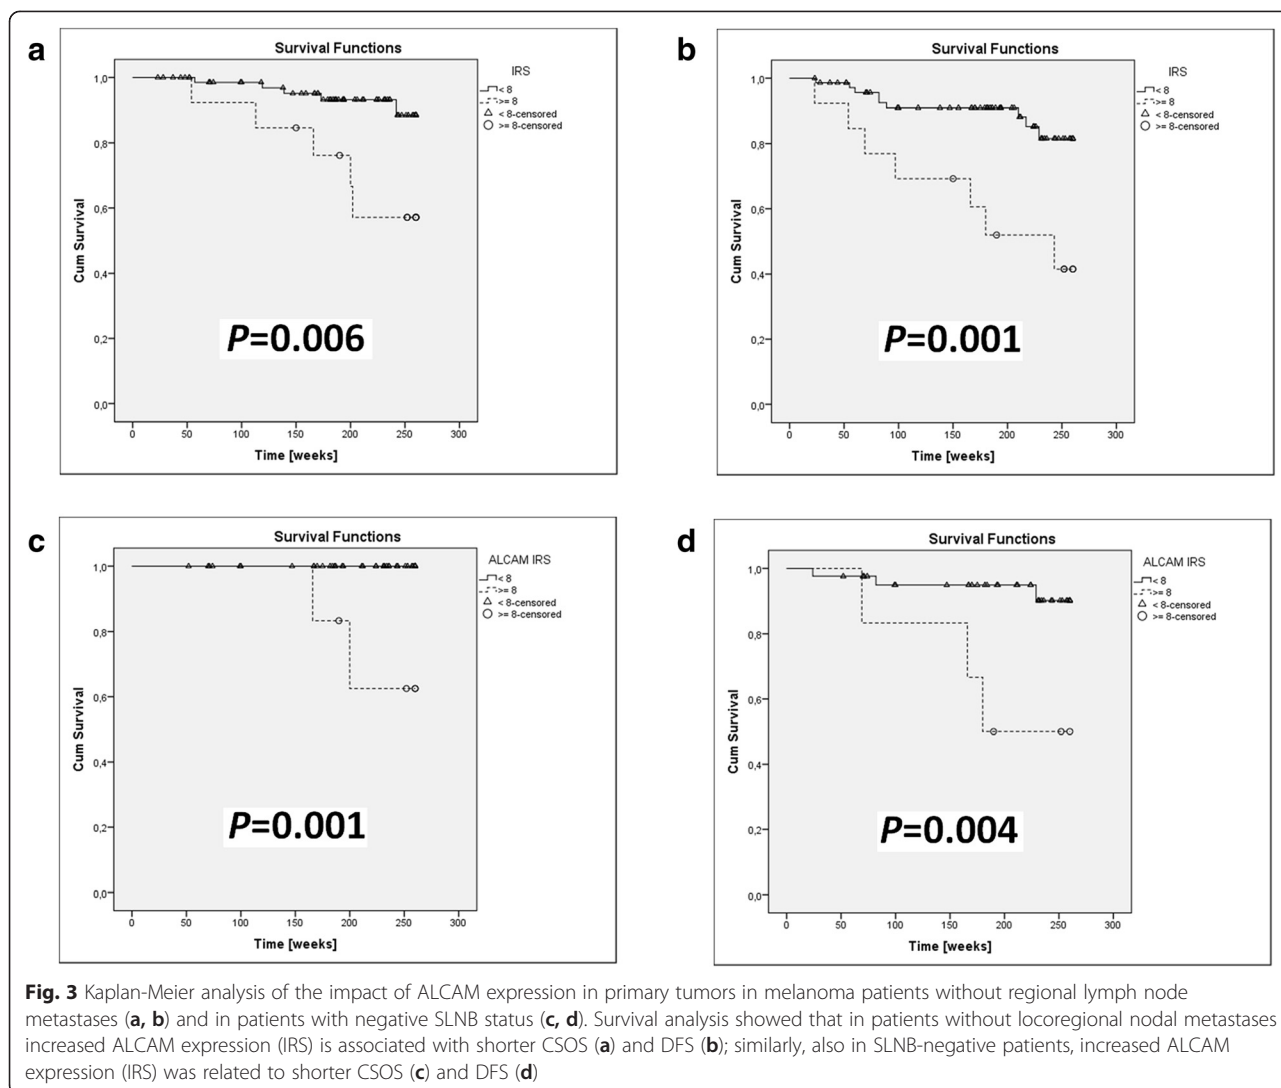 a
Survival Functions
IRS
< 8
>= 8
< 8-censored
>= 8-censored
1,0
0,8
0,6
0,4
0,2
0,0
Cum Survival
P=0.006
0 50 100 150 200 250 300
Time [weeks]
b
Survival Functions
IRS
< 8
>= 8
< 8-censored
>= 8-censored
1,0
0,8
0,6
0,4
0,2
0,0
Cum Survival
P=0.001
0 50 100 150 200 250 300
Time [weeks]
c
Survival Functions
ALCAM IRS
< 8
>= 8
< 8-censored
>= 8-censored
1,0
0,8
0,6
0,4
0,2
0,0
Cum Survival
P=0.001
0 50 100 150 200 250 300
Time [weeks]
d
Survival Functions
ALCAM IRS
< 8
>= 8
< 8-censored
>= 8-censored
1,0
0,8
0,6
0,4
0,2
0,0
Cum Survival
P=0.004
0 50 100 150 200 250 300
Time [weeks]
Fig. 3 Kaplan-Meier analysis of the impact of ALCAM expression in primary tumors in melanoma patients without regional lymph node
metastases (a, b) and in patients with negative SLNB status (c, d). Survival analysis showed that in patients without locoregional nodal metastases
increased ALCAM expression (IRS) is associated with shorter CSOS (a) and DFS (b); similarly, also in SLNB-negative patients, increased ALCAM
expression (IRS) was related to shorter CSOS (c) and DFS (d)